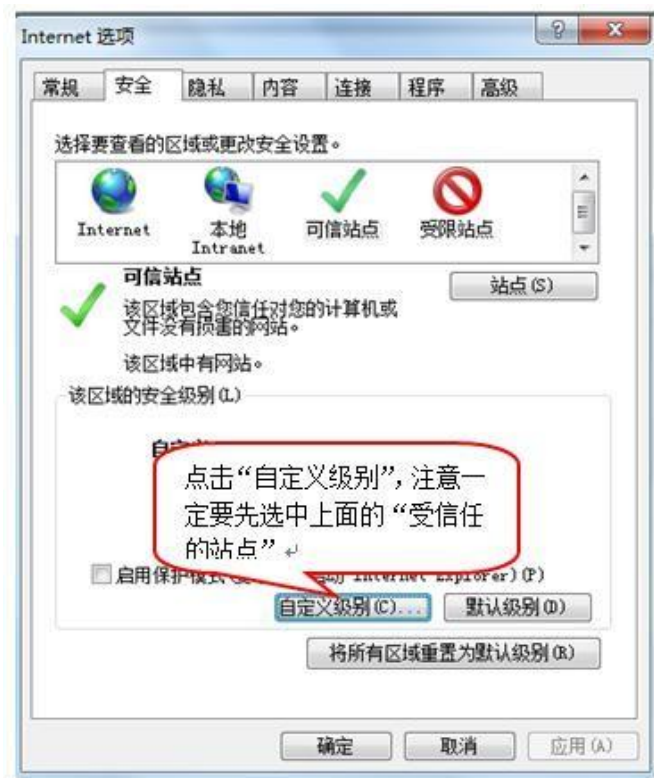 Internet 选项
常规 安全 隐私 内容 连接 程序 高级
选择要查看的区域或更改安全设置。
Internet 本地 可信站点 受限站点
Intranet
可信站点 站点(S)
该区域包含您信任对您的计算机或
文件没有损害的网站。
该区域中有网站。
该区域的安全级别(L)
自
点击“自定义级别”，注意一
定要先选中上面的“受信任
的站点”
启用保护模式 Internet Explorer)(P)
自定义级别(C)... 默认级别(D)
将所有区域重置为默认级别(R)
确定 取消 应用(A)